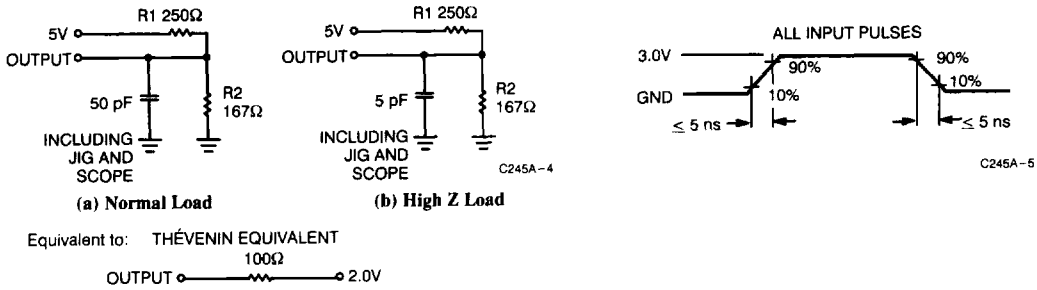 R1 250Ω
5V
OUTPUT
50 pF
R2
167Ω
INCLUDING
JIG AND
SCOPE
(a) Normal Load
R1 250Ω
5V
OUTPUT
5 pF
R2
167Ω
INCLUDING
JIG AND
SCOPE
C245A-4
(b) High Z Load
ALL INPUT PULSES
3.0V
90%
90%
10%
10%
GND
≤ 5 ns
≤ 5 ns
C245A-5
Equivalent to: THÉVENIN EQUIVALENT
100Ω
OUTPUT
2.0V